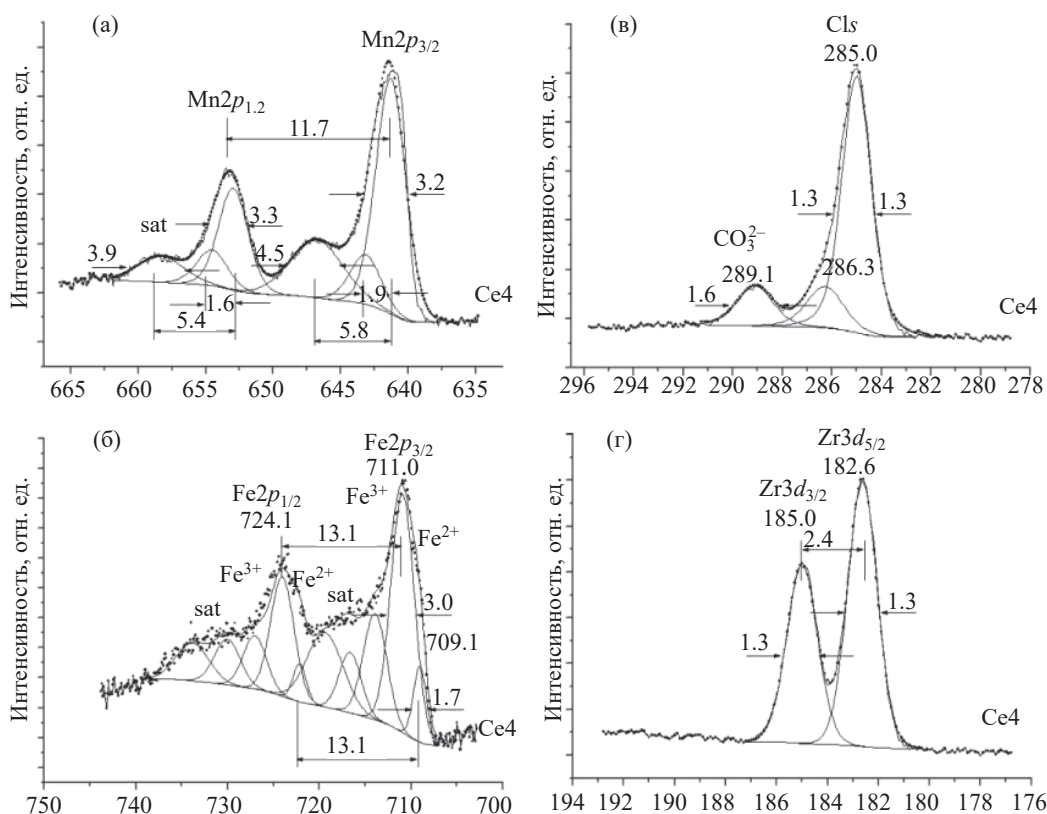 (а)
Mn2p3/2
Mn2p1.2
11.7
3.2
sat
3.3
3.9
4.5
1.9
1.6
5.4
5.8
Ce4
Интенсивность, отн. ед.
665 660 655 650 645 640 635
(в)
Cls
285.0
1.3
1.3
CO3^2–
289.1
286.3
1.6
Ce4
Интенсивность, отн. ед.
296 294 292 290 288 286 284 282 280 278
(б)
Fe2p3/2
711.0
Fe3+
Fe2p1/2
724.1
13.1
Fe2+
Fe3+
Fe2+
sat
sat
3.0
709.1
1.7
Ce4
13.1
Интенсивность, отн. ед.
750 740 730 720 710 700
(г)
Zr3d5/2
182.6
Zr3d3/2
185.0
2.4
1.3
1.3
Ce4
Интенсивность, отн. ед.
194 192 190 188 186 184 182 180 178 176